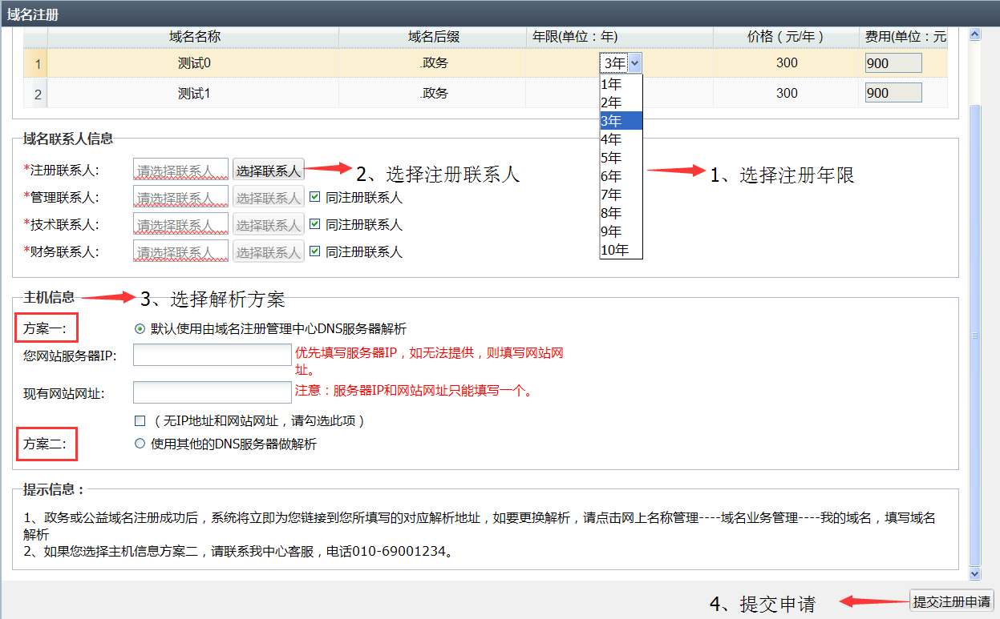 域名注册
域名名称 域名后缀 年限(单位：年) 价格（元/年） 费用(单位：元
1 测试0 .政务 3年 300 900
2 测试1 .政务 300 900
1年
2年
3年
4年
5年
6年
7年
8年
9年
10年
1、选择注册年限
域名联系人信息
*注册联系人: 请选择联系人 选择联系人 2、选择注册联系人
*管理联系人: 请选择联系人 选择联系人 同注册联系人
*技术联系人: 请选择联系人 选择联系人 同注册联系人
*财务联系人: 请选择联系人 选择联系人 同注册联系人
主机信息 3、选择解析方案
方案一: 默认使用由域名注册管理中心DNS服务器解析
您网站服务器IP: 优先填写服务器IP，如无法提供，则填写网站网
址。
现有网站网址: 注意：服务器IP和网站网址只能填写一个。
（无IP地址和网站网址，请勾选此项）
方案二: 使用其他的DNS服务器做解析
提示信息：
1、政务或公益域名注册成功后，系统将立即为您链接到您所填写的对应解析地址，如要更换解析，请点击网上名称管理----域名业务管理----我的域名，填写域名
解析
2、如果您选择主机信息方案二，请联系我中心客服，电话010-69001234。
4、提交申请 提交注册申请